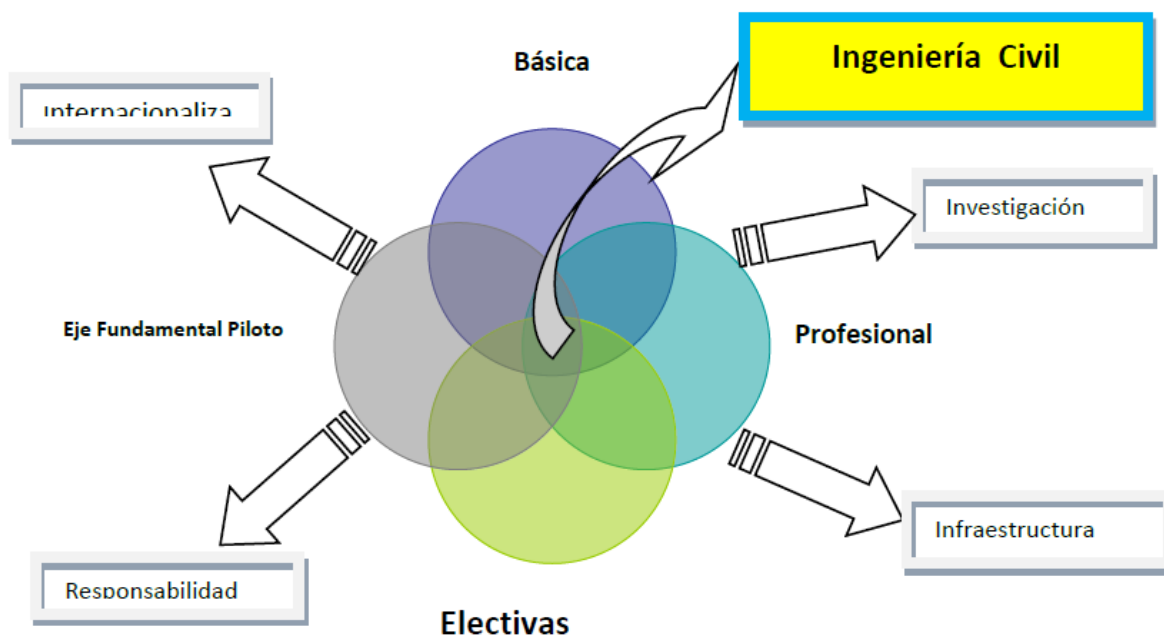 Básica
Ingeniería Civil
Internacionaliza
Investigación
Eje Fundamental Piloto
Profesional
Infraestructura
Responsabilidad
Electivas